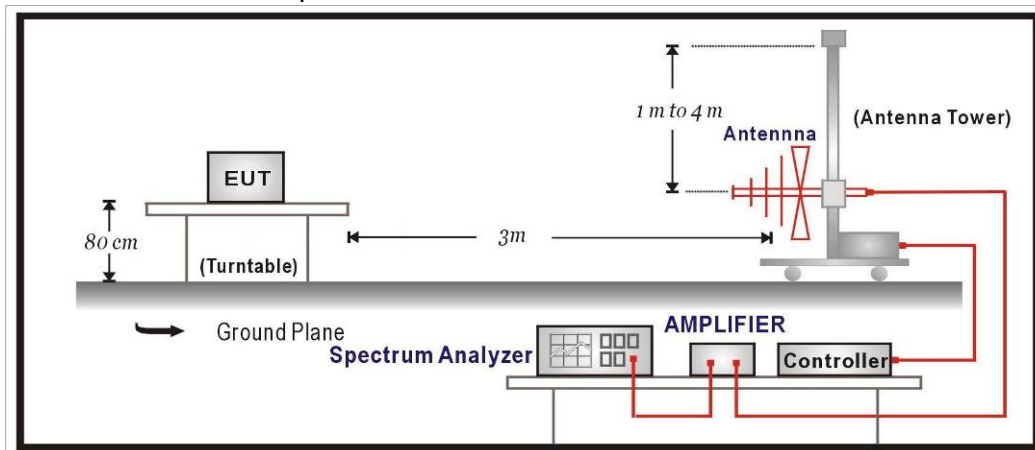 1 m to 4 m
(Antenna Tower)
Antennna
EUT
80 cm
3m
(Turntable)
Ground Plane
AMPLIFIER
Spectrum Analyzer
Controller